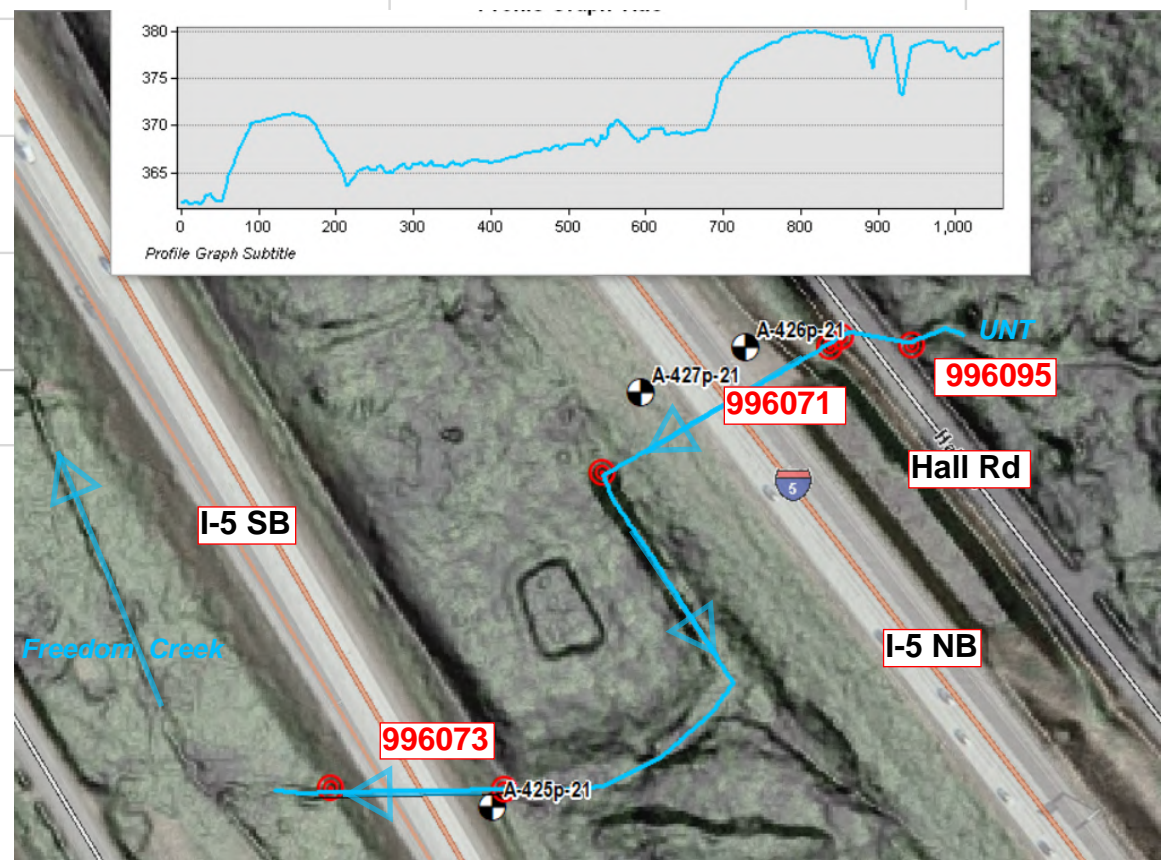 380
375
370
365
0 100 200 300 400 500 600 700 800 900 1,000
Profile Graph Subtitle
A-426p-21
UNT
A-427p-21
996095
996071
Hall Rd
5
I-5 SB
I-5 NB
Freedom Creek
996073
A-425p-21